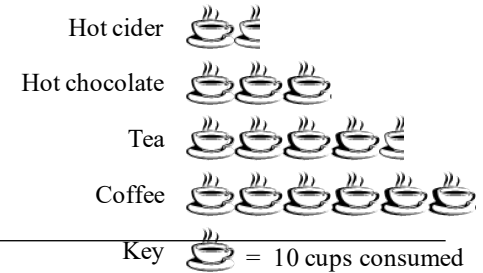 Hot cider
Hot chocolate
Tea
Coffee
Key = 10 cups consumed